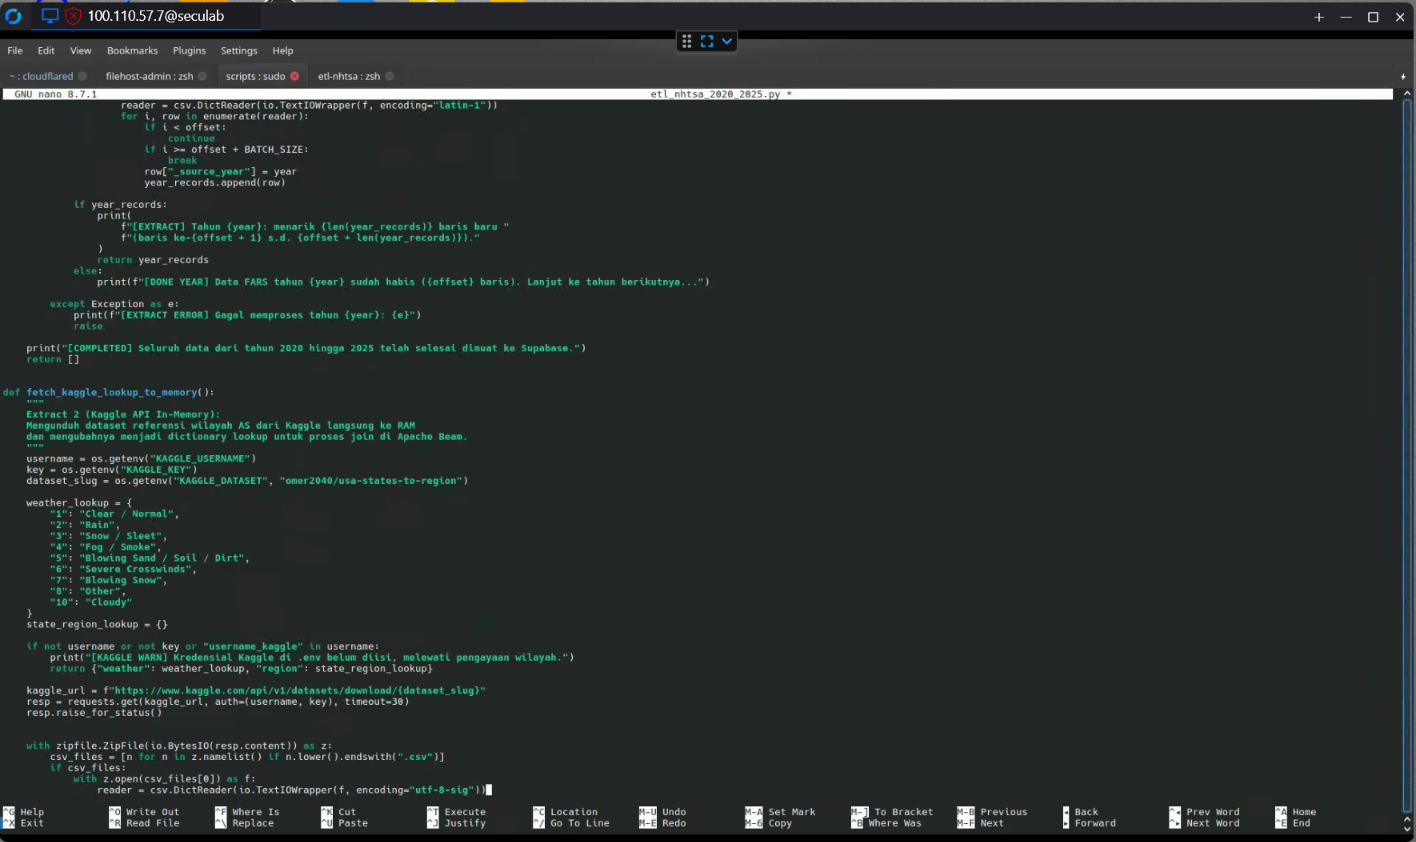 100.110.57.7@seculab
File Edit View Bookmarks Plugins Settings Help
~ : cloudflared filehost-admin : zsh scripts : sudo etl-nhtsa : zsh
GNU nano 8.7.1 etl_nhtsa_2020_2025.py *
reader = csv.DictReader(io.TextIOWrapper(f, encoding="latin-1"))
for i, row in enumerate(reader):
if i < offset:
continue
if i >= offset + BATCH_SIZE:
break
row["_source_year"] = year
year_records.append(row)
if year_records:
print(
f"[EXTRACT] Tahun {year}: menarik {len(year_records)} baris baru "
f"(baris ke-{offset + 1} s.d. {offset + len(year_records)})."
)
return year_records
else:
print(f"[DONE YEAR] Data FARS tahun {year} sudah habis ({offset} baris). Lanjut ke tahun berikutnya...")
except Exception as e:
print(f"[EXTRACT ERROR] Gagal memproses tahun {year}: {e}")
raise
print("[COMPLETED] Seluruh data dari tahun 2020 hingga 2025 telah selesai dimuat ke Supabase.")
return []
def fetch_kaggle_lookup_to_memory():
"""
Extract 2 (Kaggle API In-Memory):
Mengunduh dataset referensi wilayah AS dari Kaggle langsung ke RAM
dan mengubahnya menjadi dictionary lookup untuk proses join di Apache Beam.
"""
username = os.getenv("KAGGLE_USERNAME")
key = os.getenv("KAGGLE_KEY")
dataset_slug = os.getenv("KAGGLE_DATASET", "omer2040/usa-states-to-region")
weather_lookup = {
"1": "Clear / Normal",
"2": "Rain",
"3": "Snow / Sleet",
"4": "Fog / Smoke",
"5": "Blowing Sand / Soil / Dirt",
"6": "Severe Crosswinds",
"7": "Blowing Snow",
"8": "Other",
"10": "Cloudy"
}
state_region_lookup = {}
if not username or not key or "username_kaggle" in username:
print("[KAGGLE WARN] Kredensial Kaggle di .env belum diisi, melewati pengayaan wilayah.")
return {"weather": weather_lookup, "region": state_region_lookup}
kaggle_url = f"https://www.kaggle.com/api/v1/datasets/download/{dataset_slug}"
resp = requests.get(kaggle_url, auth=(username, key), timeout=30)
resp.raise_for_status()
with zipfile.ZipFile(io.BytesIO(resp.content)) as z:
csv_files = [n for n in z.namelist() if n.lower().endswith(".csv")]
if csv_files:
with z.open(csv_files[0]) as f:
reader = csv.DictReader(io.TextIOWrapper(f, encoding="utf-8-sig"))
^G Help ^O Write Out ^F Where Is ^K Cut ^T Execute ^C Location M-U Undo M-A Set Mark M-] To Bracket M-B Previous ◂ Back ^◂ Prev Word ^A Home
^X Exit ^R Read File ^\ Replace ^U Paste ^J Justify ^/ Go To Line M-E Redo M-6 Copy ^B Where Was M-F Next ▸ Forward ^▸ Next Word ^E End